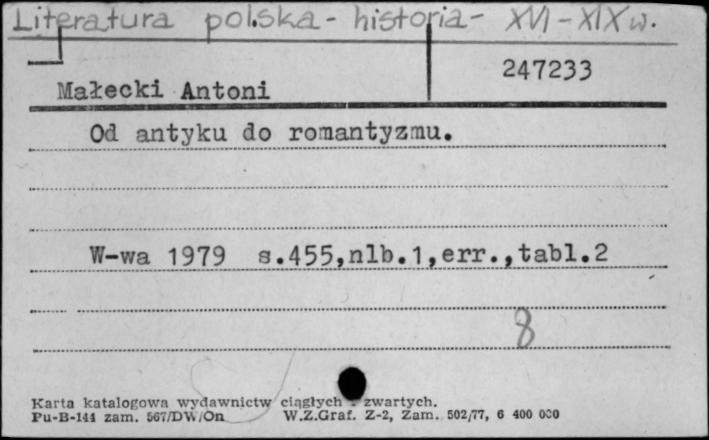 Literatura polska - historia - XVI - XIX w.
247233
Małecki Antoni
Od antyku do romantyzmu.
W-wa 1979 s.455,nlb.1,err.,tabl.2
8
Karta katalogowa wydawnictw ciągłych i zwartych.
Pu-B-144 zam. 567/DW/On W.Z.Graf. Z-2, Zam. 502/77, 6 400 000